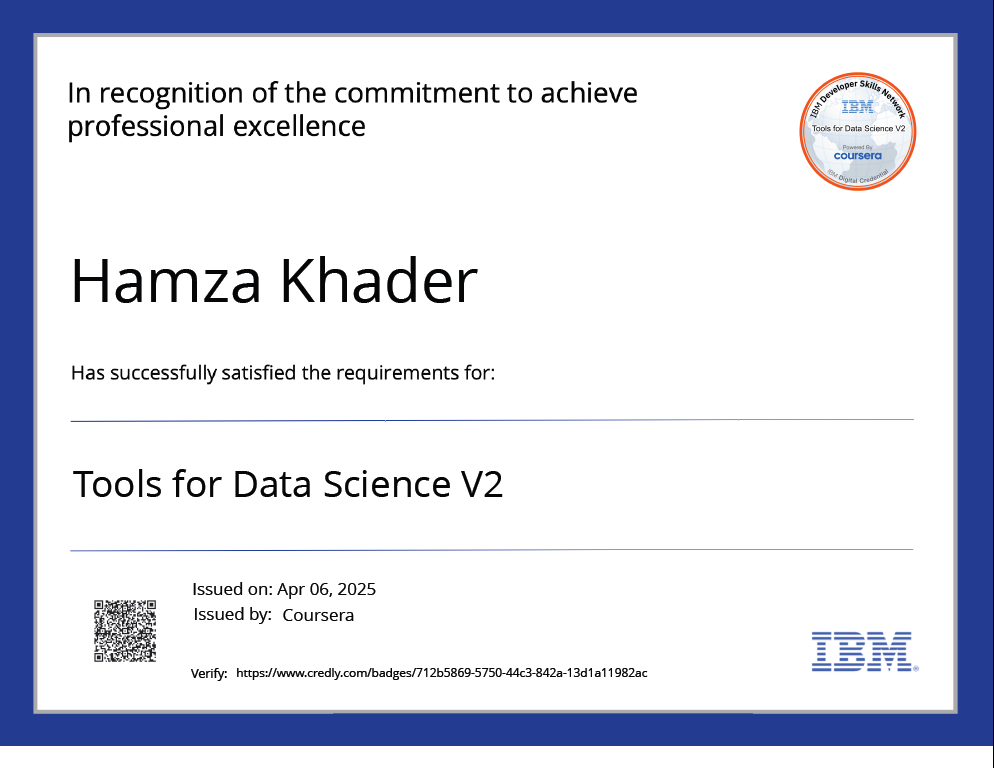 In recognition of the commitment to achieve
professional excellence
IBM Developer Skills Network
IBM
Tools for Data Science V2
Powered By
coursera
IBM Digital Credential
Hamza Khader
Has successfully satisfied the requirements for:
Tools for Data Science V2
Issued on: Apr 06, 2025
Issued by: Coursera
IBM®
Verify: https://www.credly.com/badges/712b5869-5750-44c3-842a-13d1a11982ac